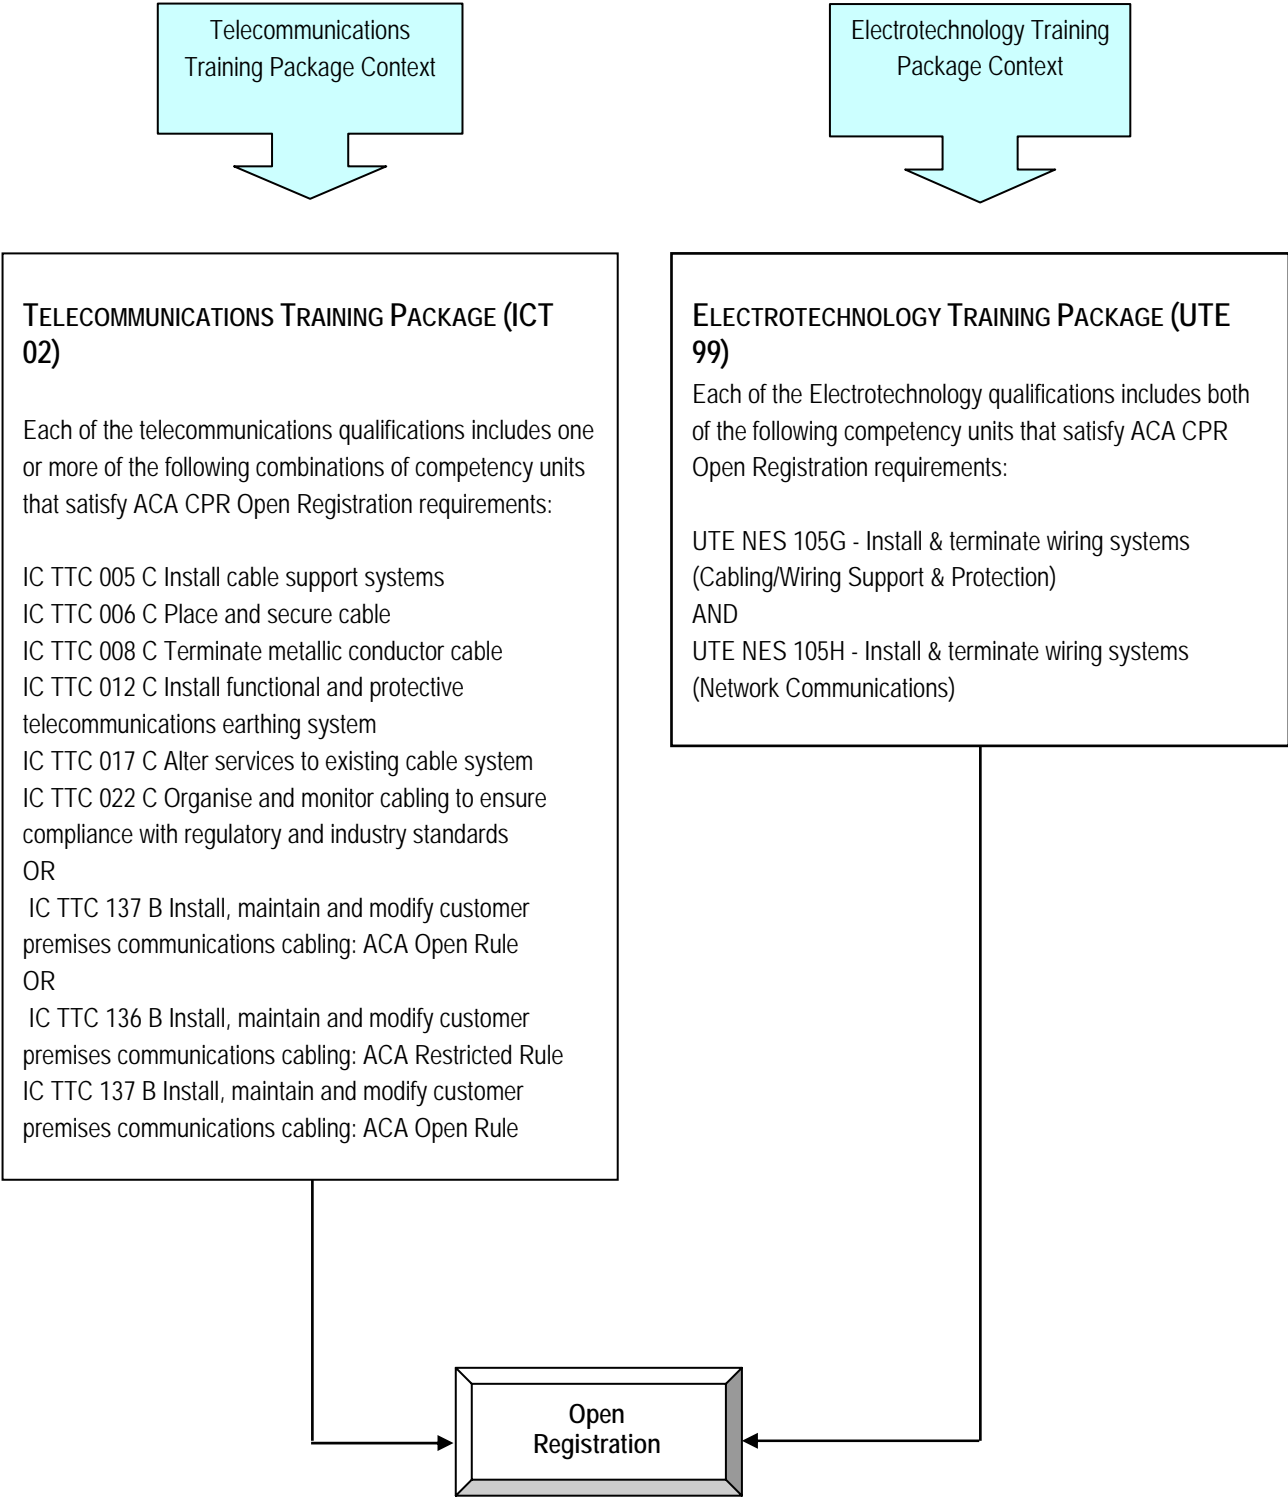 Telecommunications
Training Package Context
Electrotechnology Training
Package Context
TELECOMMUNICATIONS TRAINING PACKAGE (ICT
02)
Each of the telecommunications qualifications includes one
or more of the following combinations of competency units
that satisfy ACA CPR Open Registration requirements:
IC TTC 005 C Install cable support systems
IC TTC 006 C Place and secure cable
IC TTC 008 C Terminate metallic conductor cable
IC TTC 012 C Install functional and protective
telecommunications earthing system
IC TTC 017 C Alter services to existing cable system
IC TTC 022 C Organise and monitor cabling to ensure
compliance with regulatory and industry standards
OR
IC TTC 137 B Install, maintain and modify customer
premises communications cabling: ACA Open Rule
OR
IC TTC 136 B Install, maintain and modify customer
premises communications cabling: ACA Restricted Rule
IC TTC 137 B Install, maintain and modify customer
premises communications cabling: ACA Open Rule
ELECTROTECHNOLOGY TRAINING PACKAGE (UTE
99)
Each of the Electrotechnology qualifications includes both
of the following competency units that satisfy ACA CPR
Open Registration requirements:
UTE NES 105G - Install & terminate wiring systems
(Cabling/Wiring Support & Protection)
AND
UTE NES 105H - Install & terminate wiring systems
(Network Communications)
Open
Registration